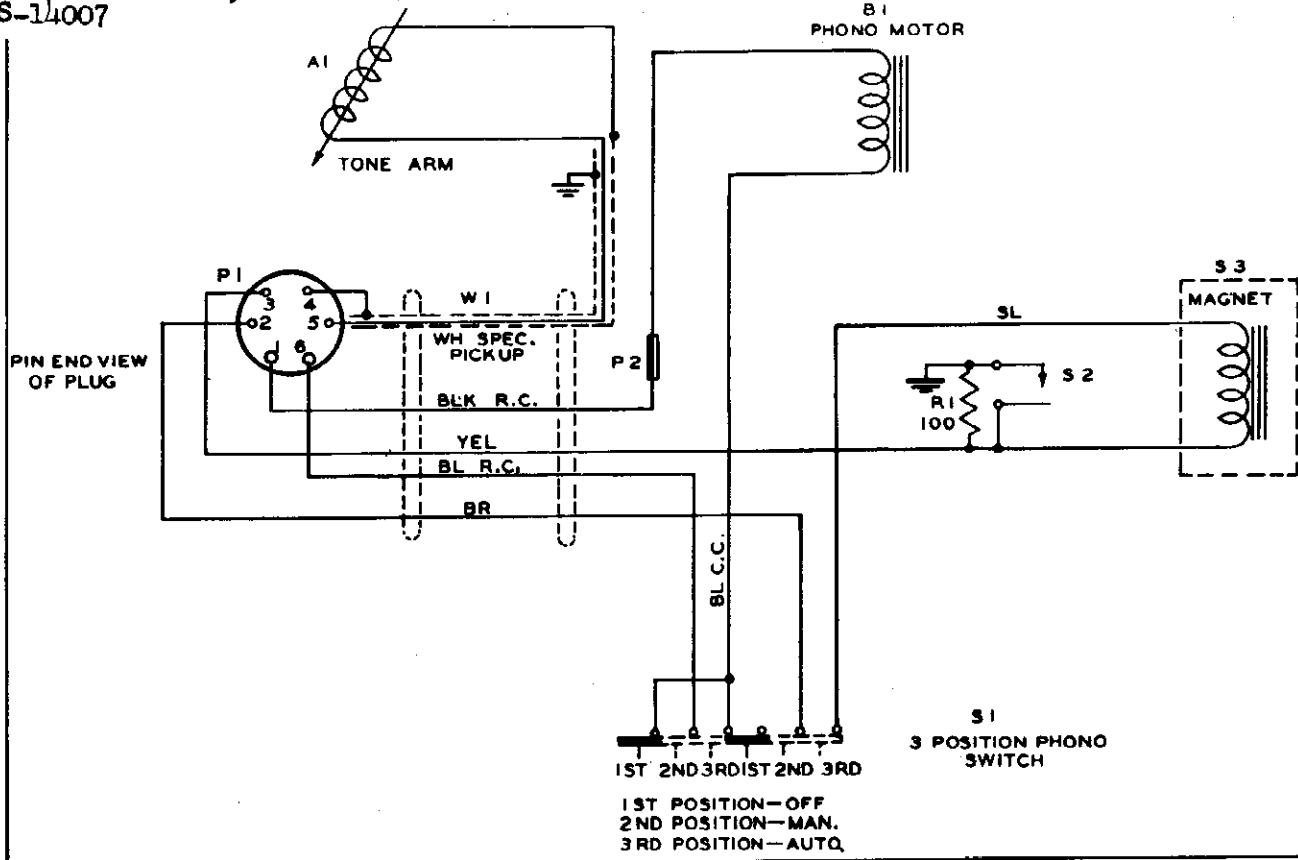 S-14007
B1
PHONO MOTOR
A1
TONE ARM
S3
MAGNET
P1
3
4
W1
SL
2
5
WH SPEC.
PICKUP
PIN END VIEW
OF PLUG
1
6
P2
S2
R1
100
BLK R.C.
YEL
BL R.C.
BR
BL C.C.
S1
3 POSITION PHONO
SWITCH
1ST 2ND 3RD 1ST 2ND 3RD
1ST POSITION—OFF
2ND POSITION—MAN.
3RD POSITION—AUTO.